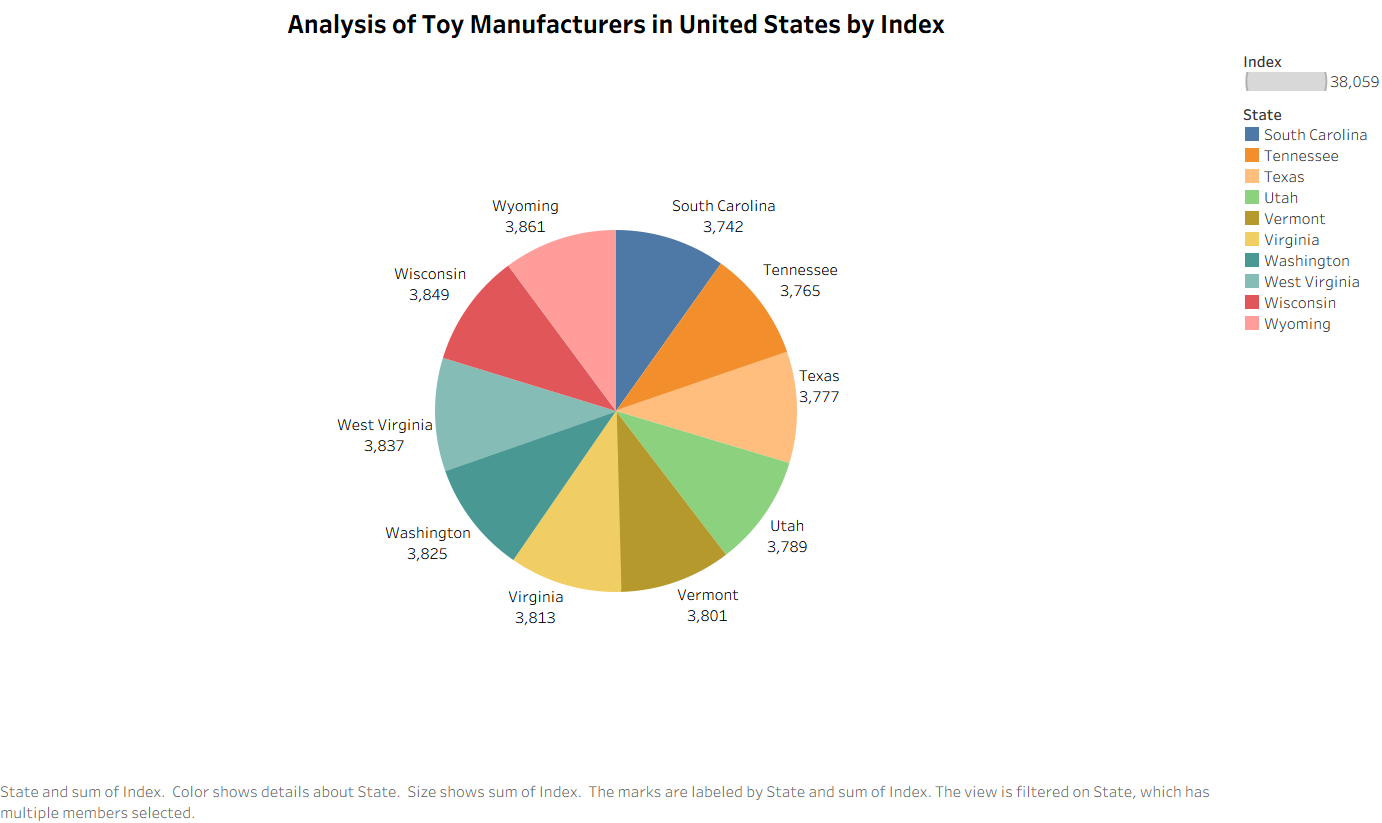 Analysis of Toy Manufacturers in United States by Index
Index
38,059
State
South Carolina
Tennessee
Texas
Utah
Vermont
Virginia
Washington
West Virginia
Wisconsin
Wyoming
Wyoming
3,861
South Carolina
3,742
Wisconsin
3,849
Tennessee
3,765
Texas
3,777
West Virginia
3,837
Utah
3,789
Washington
3,825
Virginia
3,813
Vermont
3,801
State and sum of Index.  Color shows details about State.  Size shows sum of Index.  The marks are labeled by State and sum of Index. The view is filtered on State, which has
multiple members selected.